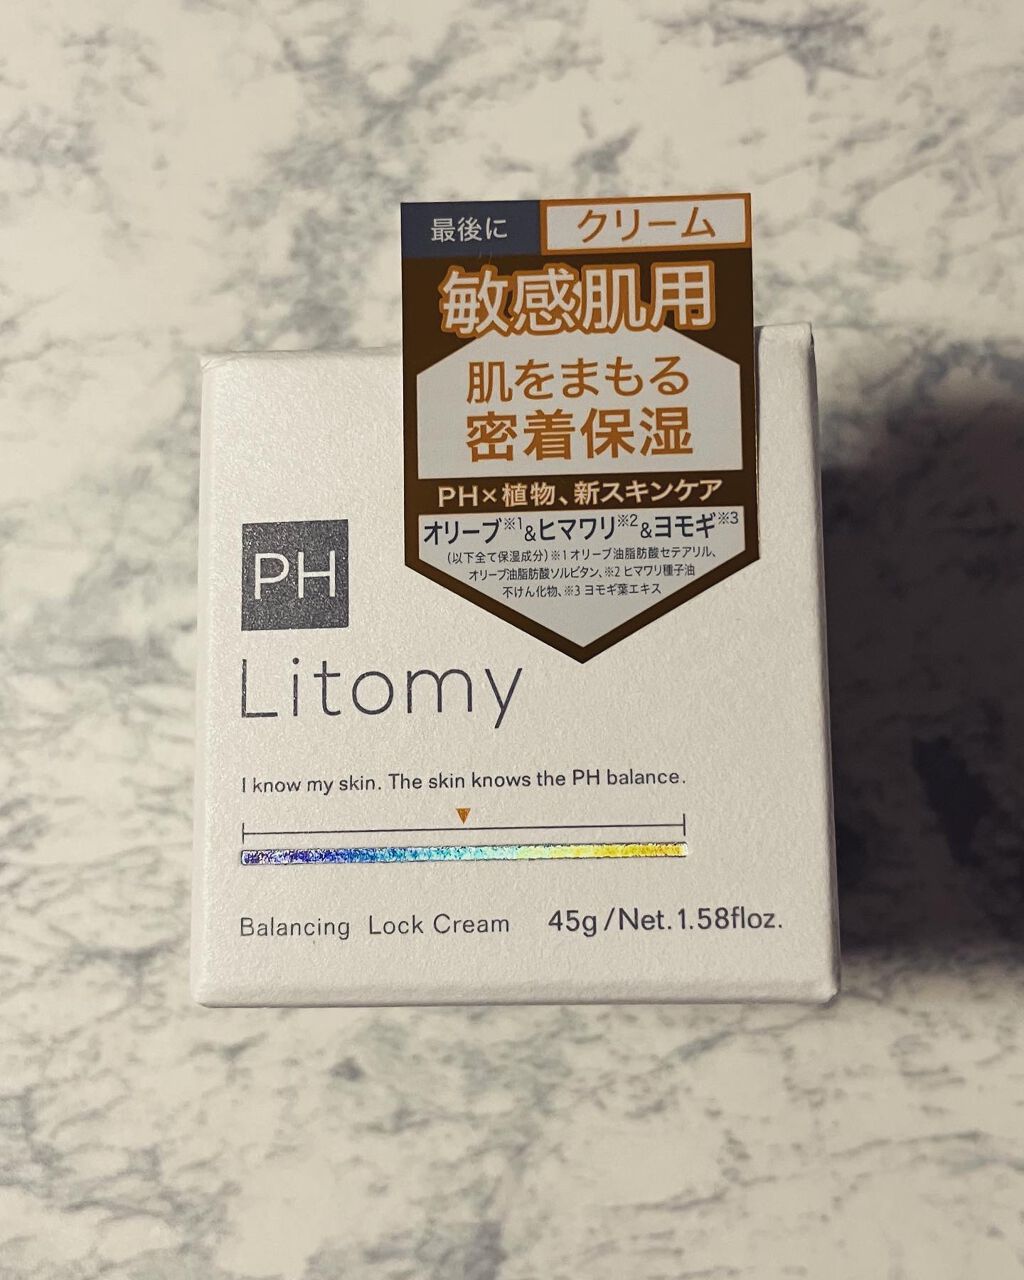 最後に クリーム
敏感肌用
肌をまもる
密着保湿
PH×植物、新スキンケア
オリーブ※1&ヒマワリ※2&ヨモギ※3
(以下全て保湿成分)※1オリーブ油脂肪酸セテアリル、
オリーブ油脂肪酸ソルビタン、※2 ヒマワリ種子油
不けん化物、※3 ヨモギ葉エキス
PH
Litomy
I know my skin. The skin knows the PH balance.
Balancing Lock Cream 45g/Net.1.58floz.